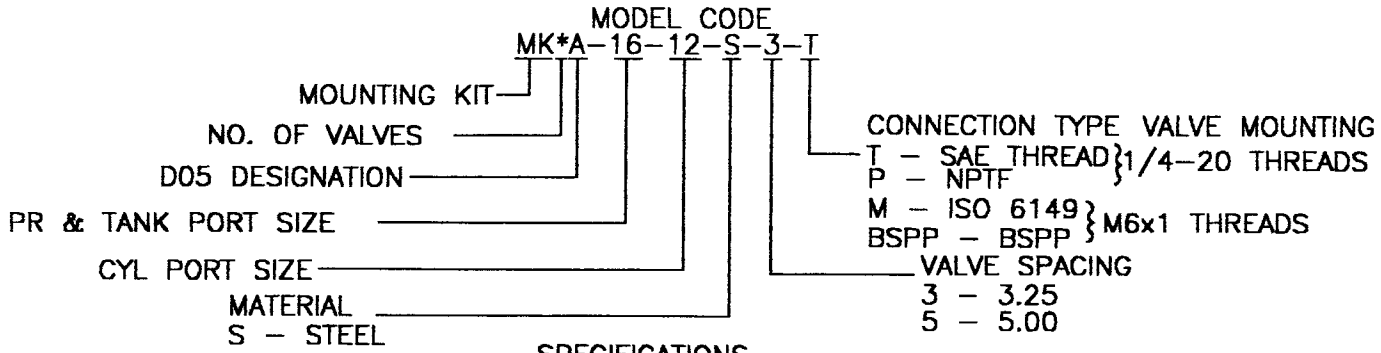 MODEL CODE
MK*A-16-12-S-3-T
MOUNTING KIT
NO. OF VALVES
D05 DESIGNATION
PR & TANK PORT SIZE
CYL PORT SIZE
MATERIAL
S - STEEL
CONNECTION TYPE VALVE MOUNTING
T - SAE THREAD}1/4-20 THREADS
P - NPTF
M - ISO 6149}M6x1 THREADS
BSPP - BSPP
VALVE SPACING
3 - 3.25
5 - 5.00
SPECIFICATIONS